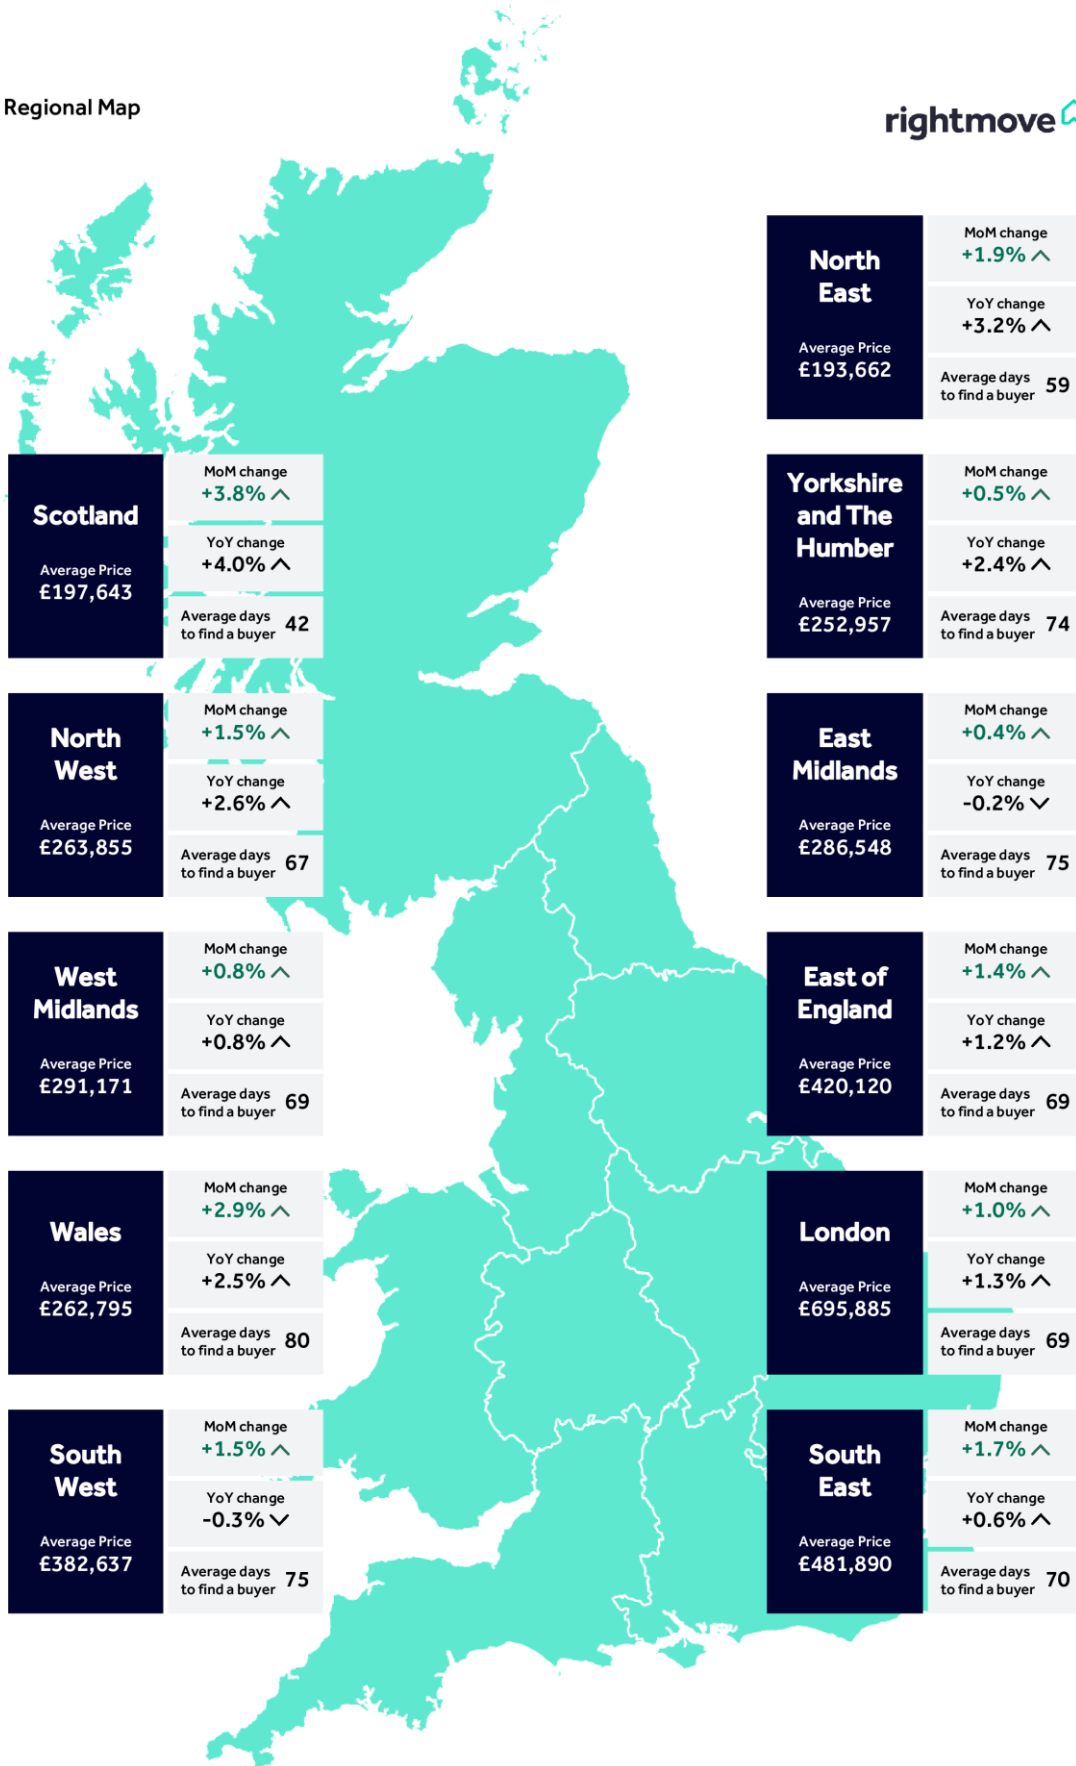 Regional Map
rightmove
North
East
Average Price
£193,662
MoM change
+1.9%
YoY change
+3.2%
Average days
to find a buyer 59
Scotland
Average Price
£197,643
MoM change
+3.8%
YoY change
+4.0%
Average days
to find a buyer 42
Yorkshire
and The
Humber
Average Price
£252,957
MoM change
+0.5%
YoY change
+2.4%
Average days
to find a buyer 74
North
West
Average Price
£263,855
MoM change
+1.5%
YoY change
+2.6%
Average days
to find a buyer 67
East
Midlands
Average Price
£286,548
MoM change
+0.4%
YoY change
-0.2%
Average days
to find a buyer 75
West
Midlands
Average Price
£291,171
MoM change
+0.8%
YoY change
+0.8%
Average days
to find a buyer 69
East of
England
Average Price
£420,120
MoM change
+1.4%
YoY change
+1.2%
Average days
to find a buyer 69
Wales
Average Price
£262,795
MoM change
+2.9%
YoY change
+2.5%
Average days
to find a buyer 80
London
Average Price
£695,885
MoM change
+1.0%
YoY change
+1.3%
Average days
to find a buyer 69
South
West
Average Price
£382,637
MoM change
+1.5%
YoY change
-0.3%
Average days
to find a buyer 75
South
East
Average Price
£481,890
MoM change
+1.7%
YoY change
+0.6%
Average days
to find a buyer 70